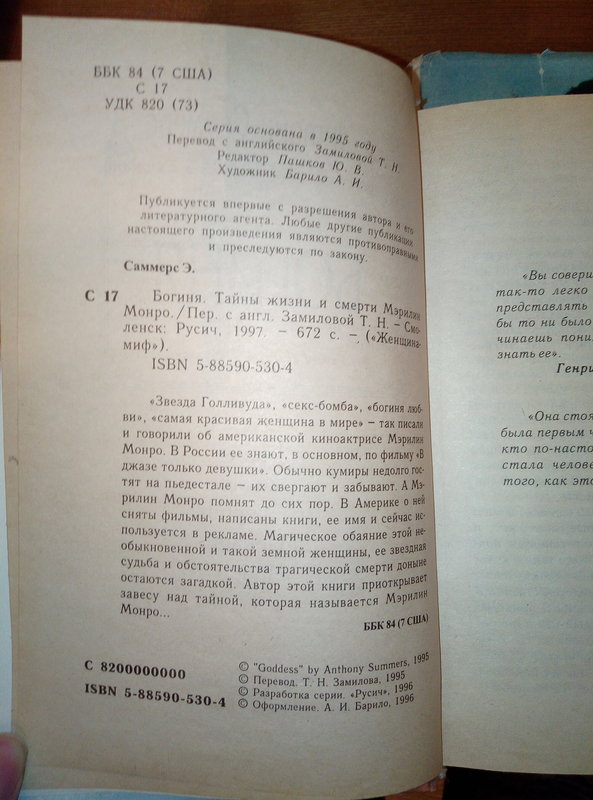 ББК 84 (7 США)
С 17
УДК 820 (73)
Серия основана в 1995 году
Перевод с английского Замиловой Т. Н.
Редактор Пашков Ю. В.
Художник Барило А. И.
Публикуется впервые с разрешения автора и его
литературного агента. Любые другие публикации
настоящего произведения являются противоправными
и преследуются по закону.
Саммерс Э.
С 17 Богиня. Тайны жизни и смерти Мэрилин
Монро./Пер. с англ. Замиловой Т. Н. – Смо-
ленск: Русич, 1997. – 672 с. –, («Женщина-
миф»).
ISBN 5-88590-530-4
«Звезда Голливуда», «секс-бомба», «богиня люб-
ви», «самая красивая женщина в мире» – так писали
и говорили об американской киноактрисе Мэрилин
Монро. В России ее знают, в основном, по фильму «В
джазе только девушки». Обычно кумиры недолго гос-
тят на пьедестале – их свергают и забывают. А Мэ-
рилин Монро помнят до сих пор. В Америке о ней
сняты фильмы, написаны книги, ее имя и сейчас ис-
пользуется в рекламе. Магическое обаяние этой не-
обыкновенной и такой земной женщины, ее звездная
судьба и обстоятельства трагической смерти доныне
остаются загадкой. Автор этой книги приоткрывает
завесу над тайной, которая называется Мэрилин
Монро...
ББК 84 (7 США)
С 8200000000
ISBN 5-88590-530-4
© "Goddess" by Anthony Summers, 1995
© Перевод. Т. Н. Замилова, 1995
© Разработка серии. «Русич», 1996
© Оформление. А. И. Барило, 1996
«Вы соверш
так-то легко
представлять
бы то ни было
чинаешь пони
знать ее».
Генри
«Она стоя
была первым ч
кто по-насто
стала челове
того, как это